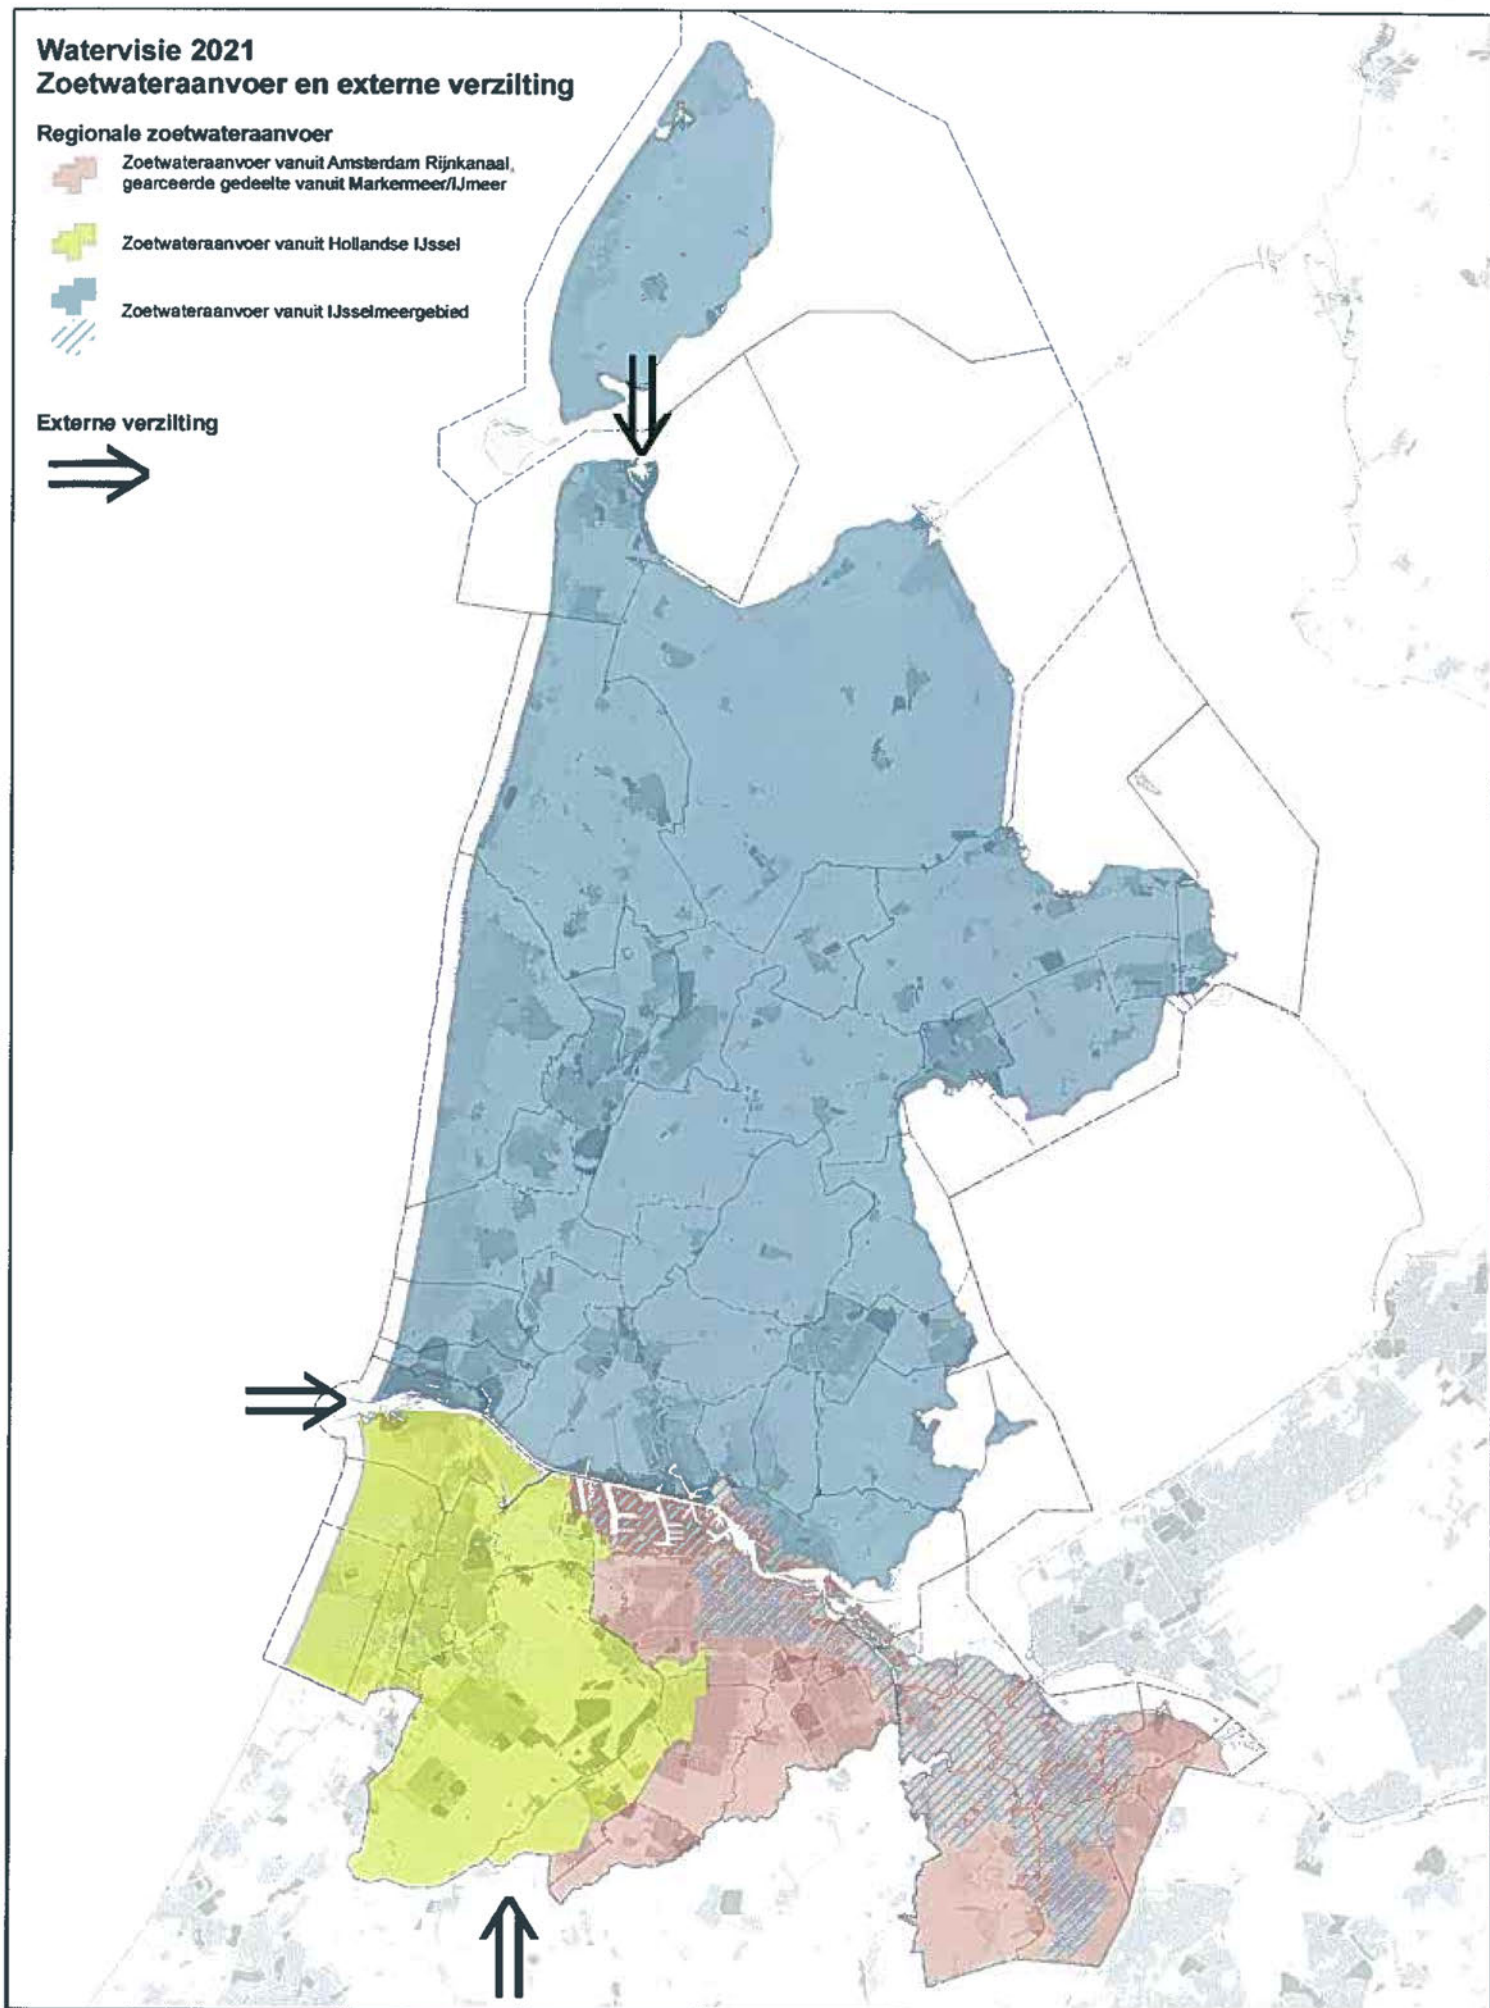 Watervisie 2021
Zoetwateraanvoer en externe verzilting
Regionale zoetwateraanvoer
Zoetwateraanvoer vanuit Amsterdam Rijnkanaal,
gearceerde gedeelte vanuit Markermeer/IJmeer
Zoetwateraanvoer vanuit Hollandse IJssel
Zoetwateraanvoer vanuit IJsselmeergebied
Externe verzilting